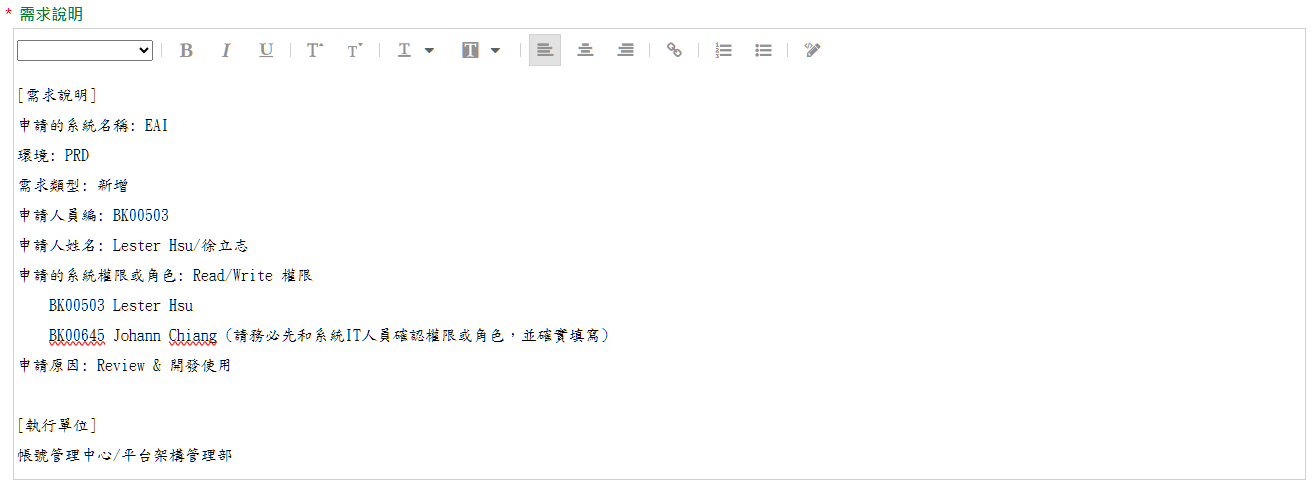 * 需求說明
B I U T T T T
[需求說明]
申請的系統名稱: EAI
環境: PRD
需求類型: 新增
申請人員編: BK00503
申請人姓名: Lester Hsu/徐立志
申請的系統權限或角色: Read/Write 權限
BK00503 Lester Hsu
BK00645 Johann Chiang (請務必先和系統IT人員確認權限或角色，並確實填寫)
申請原因: Review & 開發使用
[執行單位]
帳號管理中心/平台架構管理部